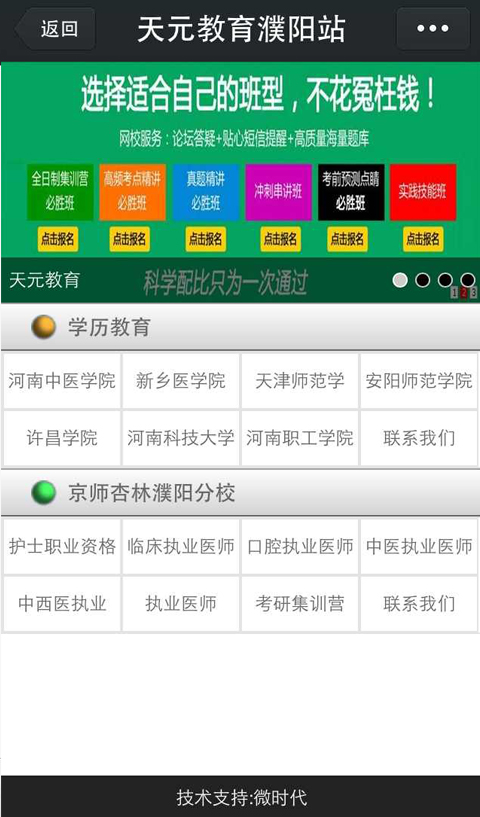 返回
天元教育濮阳站
选择适合自己的班型，不花冤枉钱！
网校服务：论坛答疑+贴心短信提醒+高质量海量题库
全日制集训营 高频考点精讲 真题精讲 冲刺串讲班 考前预测点睛 实践技能班
必胜班 必胜班 必胜班 必胜班
点击报名 点击报名 点击报名 点击报名 点击报名 点击报名
天元教育 科学配比只为一次通过
1 2 3
学历教育
河南中医学院 新乡医学院 天津师范学 安阳师范学院
许昌学院 河南科技大学 河南职工学院 联系我们
京师杏林濮阳分校
护士职业资格 临床执业医师 口腔执业医师 中医执业医师
中西医执业 执业医师 考研集训营 联系我们
技术支持:微时代